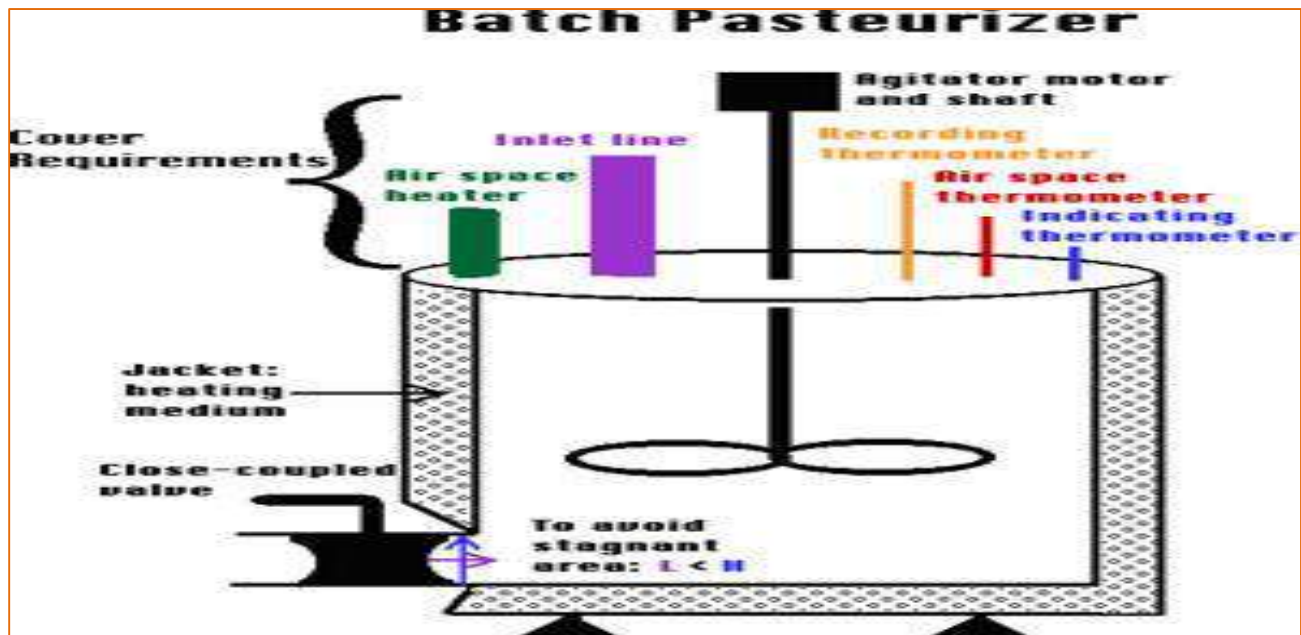 Batch Pasteurizer
Agitator motor
and shaft
Cover
Requirements
Inlet line
Recording
thermometer
Air space
heater
Air space
thermometer
Indicating
thermometer
Jacket:
heating
medium
Close-coupled
valve
To avoid
stagnant
area: L < H